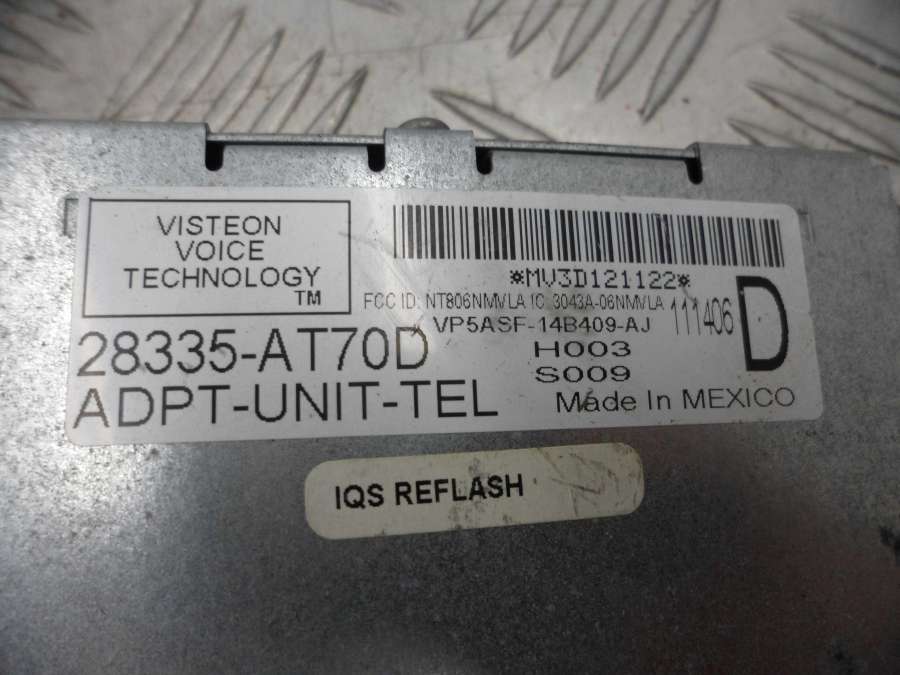 VISTEON
VOICE
TECHNOLOGY
TM
*MV3D121122*
FCC ID: NT806NMVLA IC: 3043A-06NMVLA
VP5ASF-14B409-AJ
111406
D
28335-AT70D
H003
S009
ADPT-UNIT-TEL
Made In MEXICO
IQS REFLASH